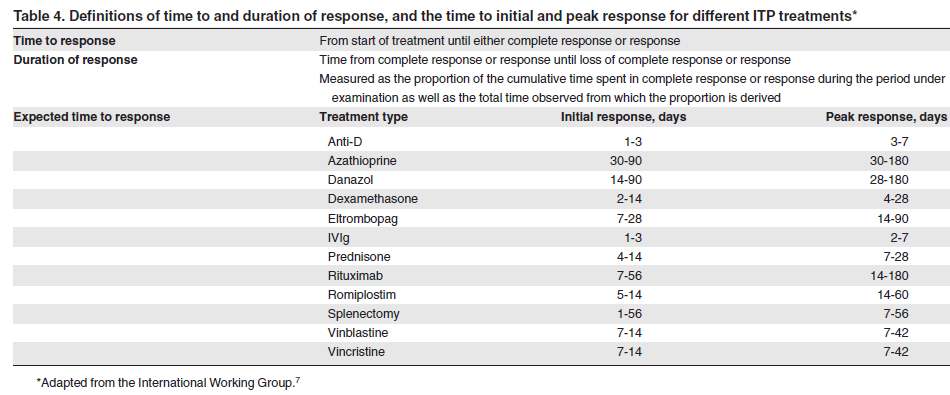 Table 4. Definitions of time to and duration of response, and the time to initial and peak response for different ITP treatments*
Time to response From start of treatment until either complete response or response
Duration of response Time from complete response or response until loss of complete response or response
Measured as the proportion of the cumulative time spent in complete response or response during the period under
examination as well as the total time observed from which the proportion is derived
Expected time to response Treatment type Initial response, days Peak response, days
Anti-D 1-3 3-7
Azathioprine 30-90 30-180
Danazol 14-90 28-180
Dexamethasone 2-14 4-28
Eltrombopag 7-28 14-90
IVIg 1-3 2-7
Prednisone 4-14 7-28
Rituximab 7-56 14-180
Romiplostim 5-14 14-60
Splenectomy 1-56 7-56
Vinblastine 7-14 7-42
Vincristine 7-14 7-42
*Adapted from the International Working Group.7